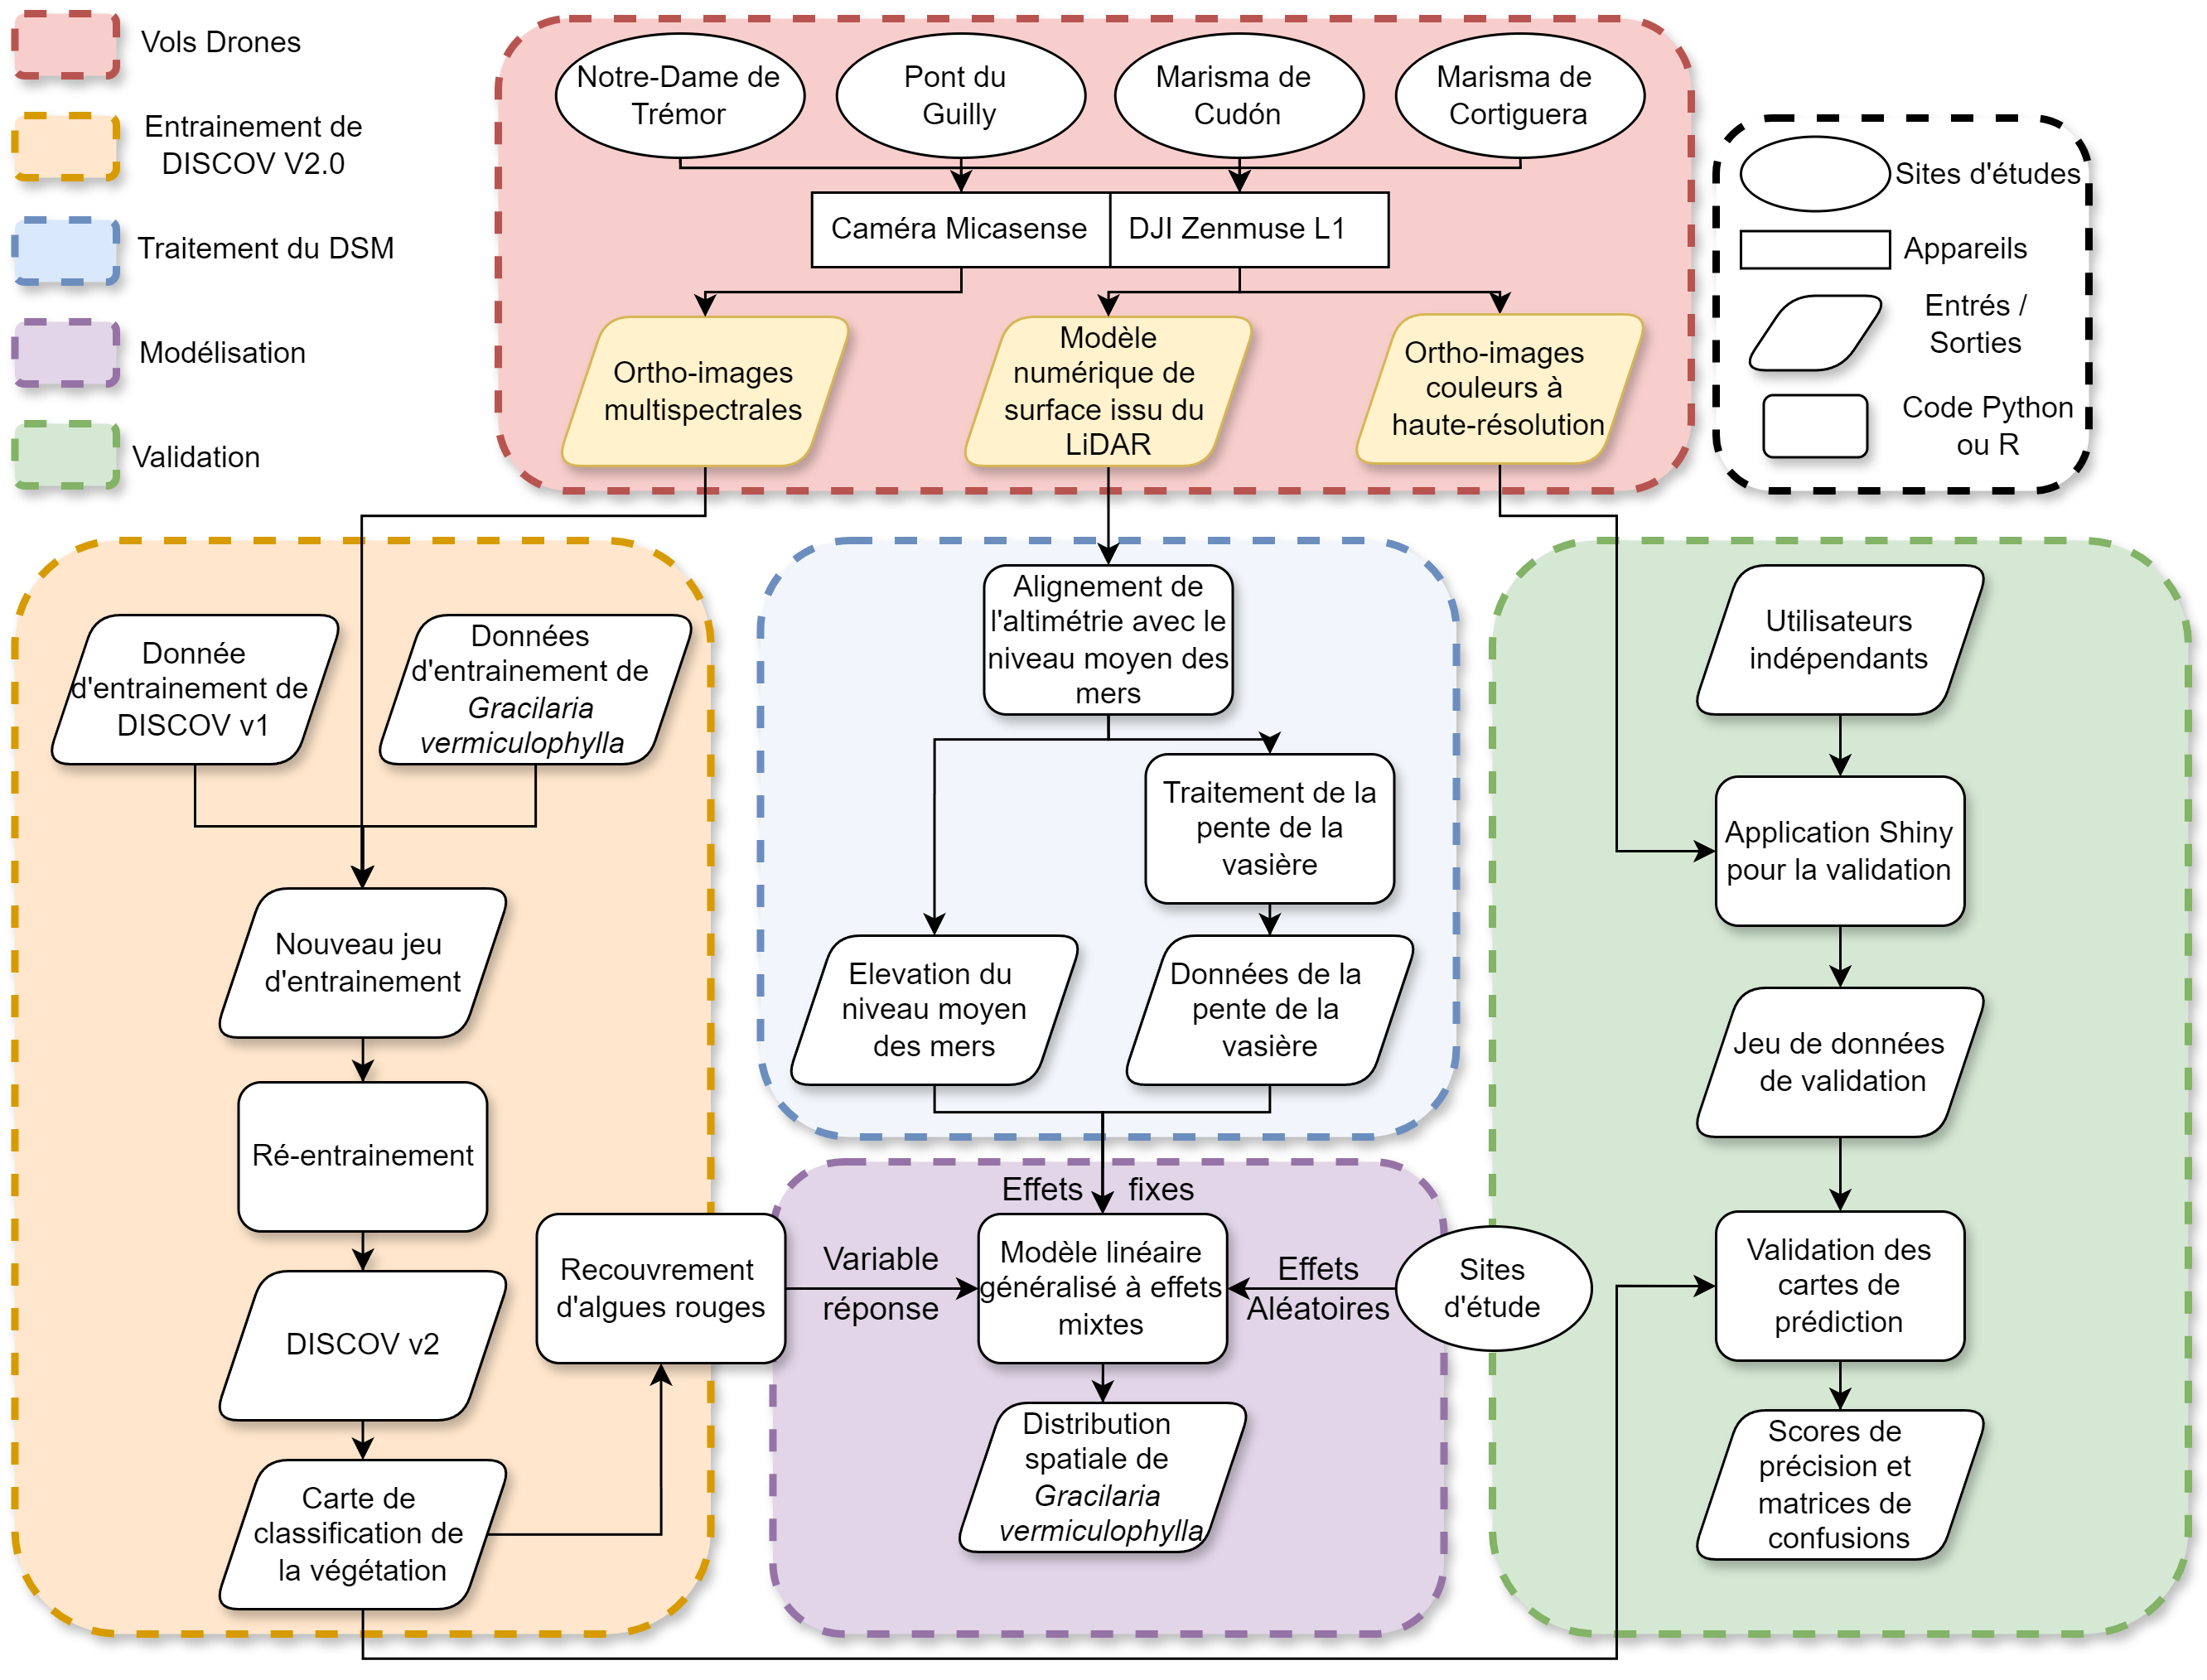 Vols Drones
Entrainement de
DISCOV V2.0
Traitement du DSM
Modélisation
Validation
Notre-Dame de
Trémor
Pont du
Guilly
Marisma de
Cudón
Marisma de
Cortiguera
Caméra Micasense
DJI Zenmuse L1
Ortho-images
multispectrales
Modèle
numérique de
surface issu du
LiDAR
Ortho-images
couleurs à
haute-résolution
Sites d'études
Appareils
Entrés /
Sorties
Code Python
ou R
Donnée
d'entrainement de
DISCOV v1
Données
d'entrainement de
Gracilaria
vermiculophylla
Nouveau jeu
d'entrainement
Ré-entrainement
DISCOV v2
Carte de
classification de
la végétation
Recouvrement
d'algues rouges
Alignement de
l'altimétrie avec le
niveau moyen des
mers
Traitement de la
pente de la
vasière
Elevation du
niveau moyen
des mers
Données de la
pente de la
vasière
Effets fixes
Variable
réponse
Modèle linéaire
généralisé à effets
mixtes
Effets
Aléatoires
Sites
d'étude
Distribution
spatiale de
Gracilaria
vermiculophylla
Utilisateurs
indépendants
Application Shiny
pour la validation
Jeu de données
de validation
Validation des
cartes de
prédiction
Scores de
précision et
matrices de
confusions